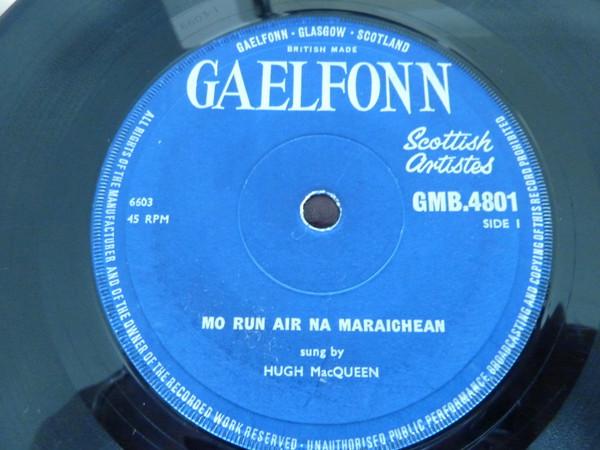 6603-1
GAELFONN · GLASGOW · SCOTLAND
BRITISH MADE
GAELFONN
Scottish
Artistes
6603
45 RPM
GMB.4801
SIDE 1
MO RUN AIR NA MARAICHEAN
sung by
HUGH MacQUEEN
ALL RIGHTS OF THE MANUFACTURER AND OF THE OWNER OF THE RECORDED WORK RESERVED · UNAUTHORISED PUBLIC PERFORMANCE BROADCASTING AND COPYING OF THIS RECORD PROHIBITED